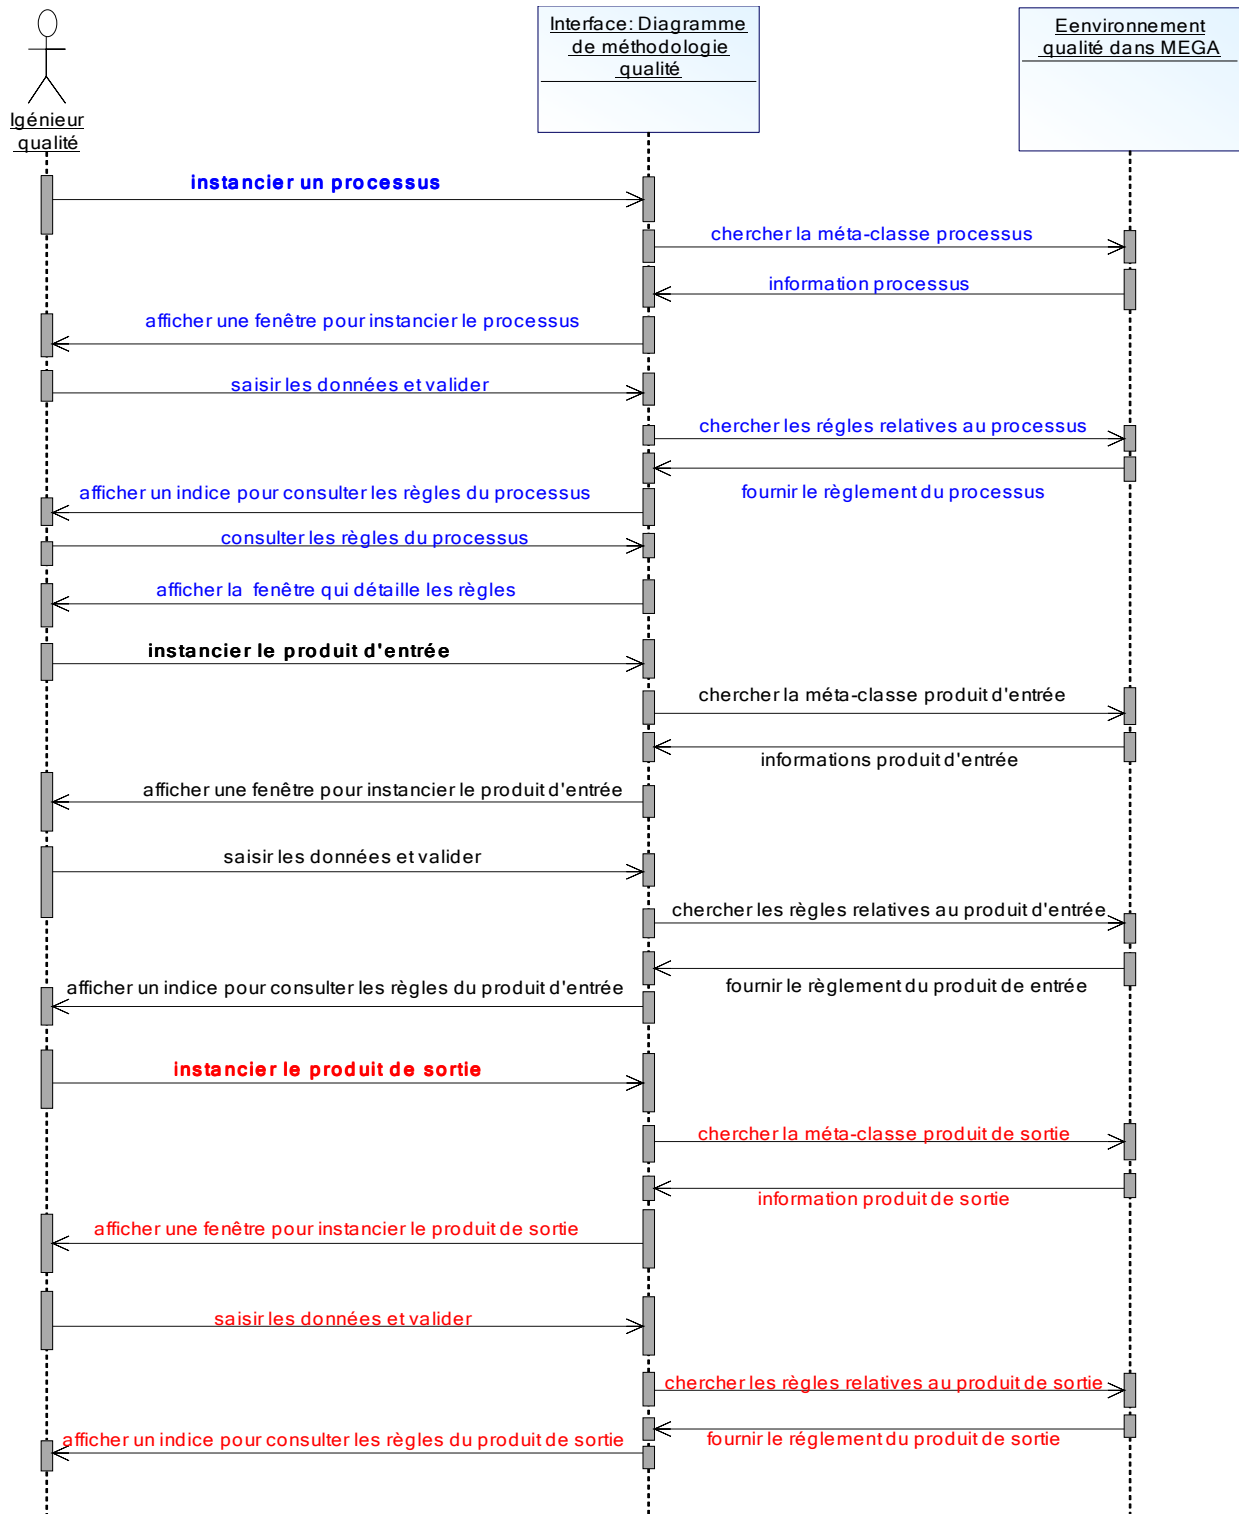 Igénieur
qualité
Interface: Diagramme
de méthodologie
qualité
Eenvironnement
qualité dans MEGA
instancier un processus
chercher la méta-classe processus
information processus
afficher une fenêtre pour instancier le processus
saisir les données et valider
chercher les régles relatives au processus
fournir le règlement du processus
afficher un indice pour consulter les règles du processus
consulter les règles du processus
afficher la  fenêtre qui détaille les règles
instancier le produit d'entrée
chercher la méta-classe produit d'entrée
informations produit d'entrée
afficher une fenêtre pour instancier le produit d'entrée
saisir les données et valider
chercher les règles relatives au produit d'entrée
fournir le règlement du produit de entrée
afficher un indice pour consulter les règles du produit d'entrée
instancier le produit de sortie
chercher la méta-classe produit de sortie
information produit de sortie
afficher une fenêtre pour instancier le produit de sortie
saisir les données et valider
chercher les règles relatives au produit de sortie
fournir le réglement du produit de sortie
afficher un indice pour consulter les règles du produit de sortie